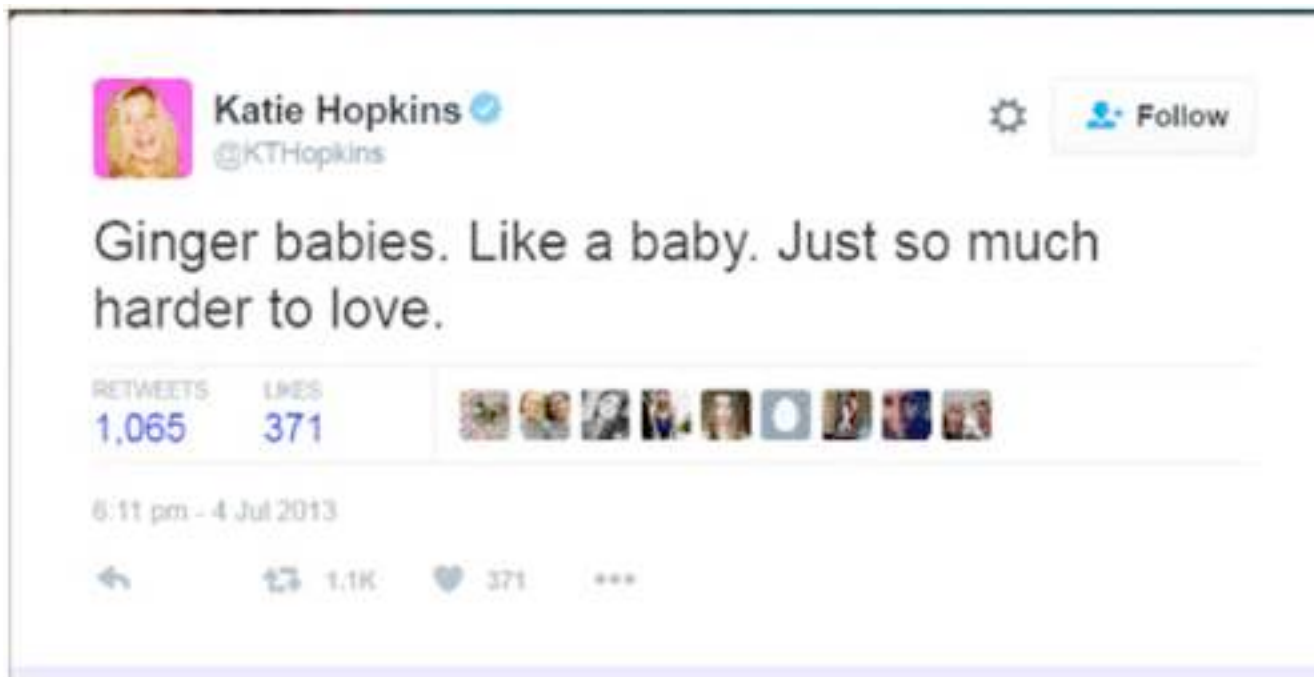 Katie Hopkins
@KTHopkins
Follow
Ginger babies. Like a baby. Just so much
harder to love.
RETWEETS LIKES
1,065 371
6:11 pm - 4 Jul 2013
1.1K 371